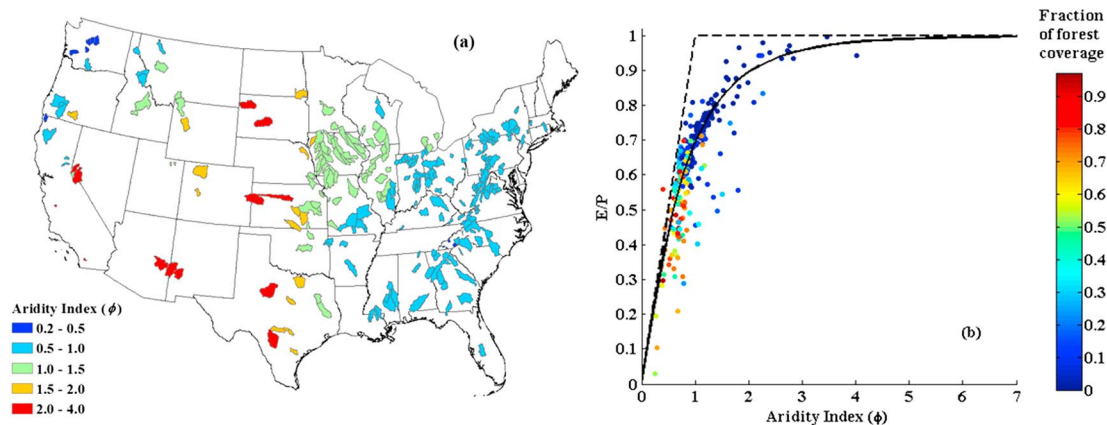 (a)
Aridity Index (ϕ)
0.2 - 0.5
0.5 - 1.0
1.0 - 1.5
1.5 - 2.0
2.0 - 4.0
E/P
1
0.9
0.8
0.7
0.6
0.5
0.4
0.3
0.2
0.1
0
0 1 2 3 4 5 6 7
Aridity Index (ϕ)
(b)
Fraction
of forest
coverage
0.9
0.8
0.7
0.6
0.5
0.4
0.3
0.2
0.1
0